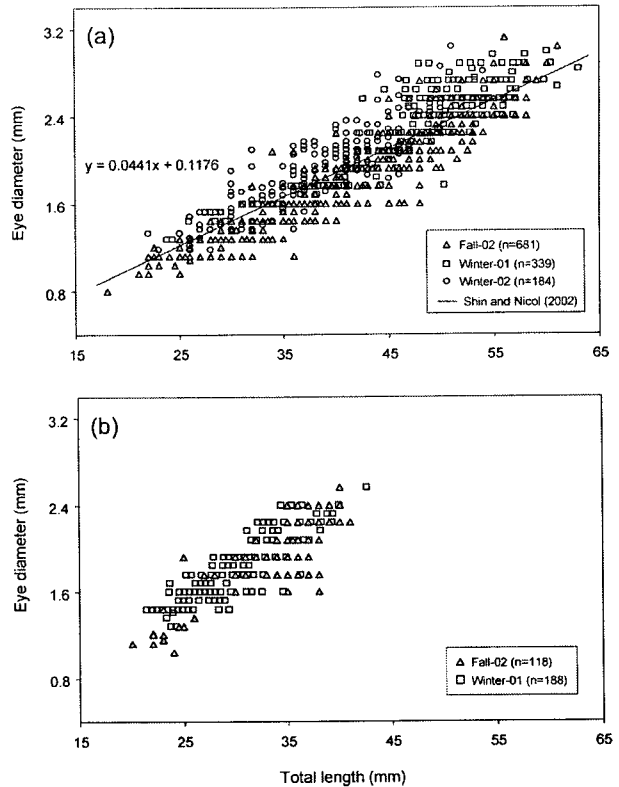 (a)
Eye diameter (mm)
3.2
2.4
1.6
0.8
y = 0.0441x + 0.1176
Fall-02 (n=681)
Winter-01 (n=339)
Winter-02 (n=184)
Shin and Nicol (2002)
15 25 35 45 55 65
(b)
Eye diameter (mm)
3.2
2.4
1.6
0.8
Fall-02 (n=118)
Winter-01 (n=188)
15 25 35 45 55 65
Total length (mm)